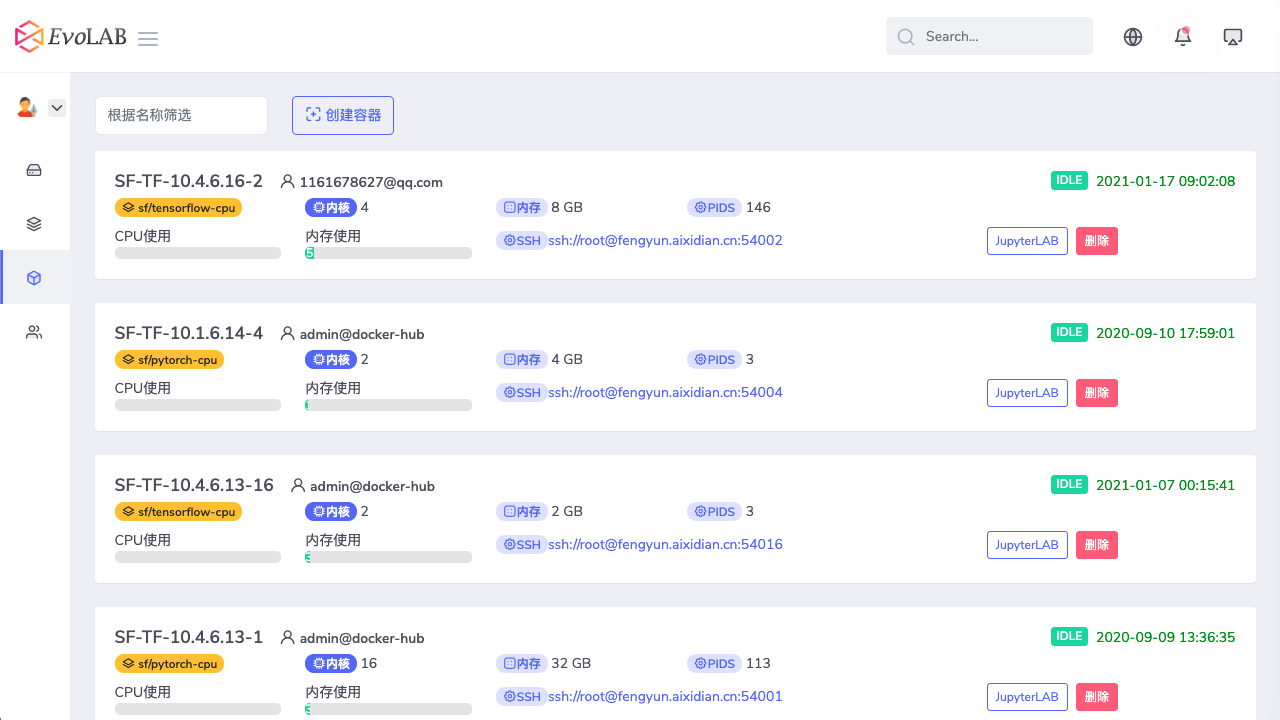 EvoLAB
Search...
根据名称筛选
创建容器
SF-TF-10.4.6.16-2 1161678627@qq.com IDLE 2021-01-17 09:02:08
sf/tensorflow-cpu 内核 4 内存 8 GB PIDS 146
CPU使用 内存使用 SSH ssh://root@fengyun.aixidian.cn:54002 JupyterLAB 删除
5
SF-TF-10.1.6.14-4 admin@docker-hub IDLE 2020-09-10 17:59:01
sf/pytorch-cpu 内核 2 内存 4 GB PIDS 3
CPU使用 内存使用 SSH ssh://root@fengyun.aixidian.cn:54004 JupyterLAB 删除
SF-TF-10.4.6.13-16 admin@docker-hub IDLE 2021-01-07 00:15:41
sf/tensorflow-cpu 内核 2 内存 2 GB PIDS 3
CPU使用 内存使用 SSH ssh://root@fengyun.aixidian.cn:54016 JupyterLAB 删除
SF-TF-10.4.6.13-1 admin@docker-hub IDLE 2020-09-09 13:36:35
sf/pytorch-cpu 内核 16 内存 32 GB PIDS 113
CPU使用 内存使用 SSH ssh://root@fengyun.aixidian.cn:54001 JupyterLAB 删除